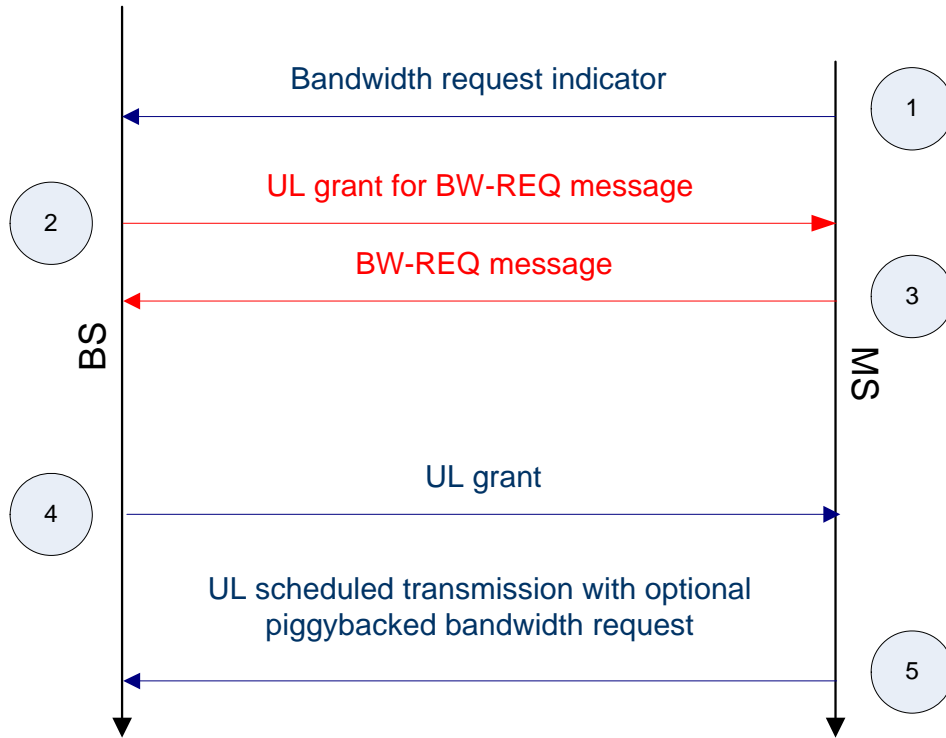 Bandwidth request indicator
1
UL grant for BW-REQ message
2
BW-REQ message
3
BS
MS
UL grant
4
UL scheduled transmission with optional
piggybacked bandwidth request
5